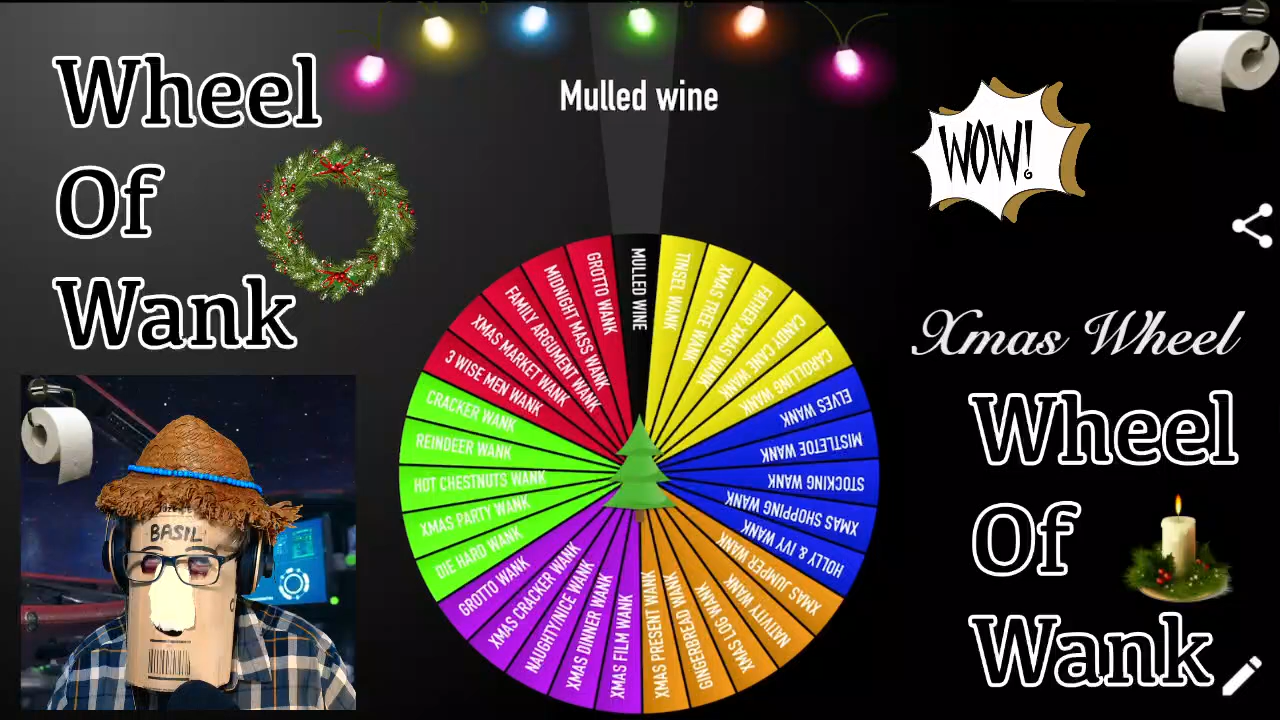 Wheel
Of
Wank
Mulled wine
WOW!
Xmas Wheel
Wheel
Of
Wank
BASIL
MULLED WINE
TINSEL WANK
XMAS TREE WANK
FATHER XMAS WANK
CANDY CANE WANK
CAROLLING WANK
ELVES WANK
MISTLETOE WANK
STOCKING WANK
XMAS SHOPPING WANK
HOLLY & IVY WANK
XMAS JUMPER WANK
NATIVITY WANK
XMAS LOG WANK
GINGERBREAD WANK
XMAS PRESENT WANK
XMAS FILM WANK
XMAS DINNER WANK
NAUGHTY/NICE WANK
XMAS CRACKER WANK
GROTTO WANK
DIE HARD WANK
XMAS PARTY WANK
HOT CHESTNUTS WANK
REINDEER WANK
CRACKER WANK
3 WISE MEN WANK
XMAS MARKET WANK
FAMILY ARGUMENT WANK
MIDNIGHT MASS WANK
GROTTO WANK